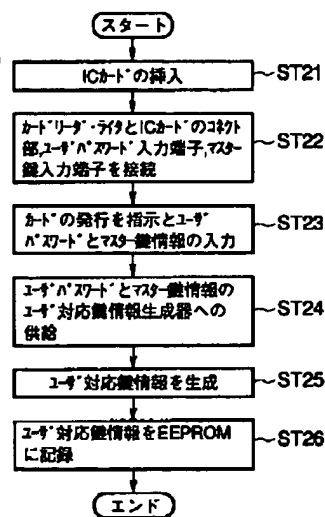 スタート
ICカードの挿入
ST21
カードリーダ・ライタとICカードのコネクト
部,ユーザパスワード入力端子,マスター
鍵入力端子を接続
ST22
カードの発行を指示とユーザ
パスワードとマスター鍵情報の入力
ST23
ユーザパスワードとマスター鍵情報の
ユーザ対応鍵情報生成器への
供給
ST24
ユーザ対応鍵情報を生成
ST25
ユーザ対応鍵情報をEEPROM
に記録
ST26
エンド